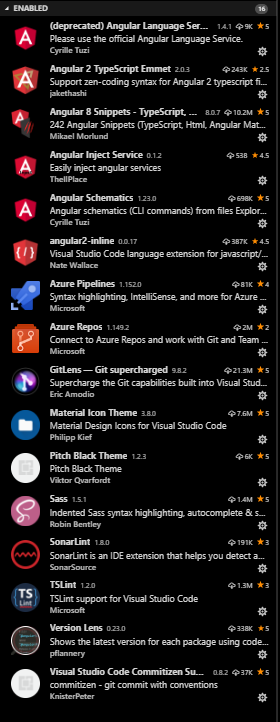 ENABLED 16
(deprecated) Angular Language Ser... 1.4.1 9K 5
Please use the official Angular Language Service.
Cyrille Tuzi
Angular 2 TypeScript Emmet 2.0.3 243K 2.5
Support zen-coding syntax for Angular 2 typescript fi...
jakethashi
Angular 8 Snippets - TypeScript, ... 8.0.7 10.2M 5
242 Angular Snippets (TypeScript, Html, Angular Mat...
Mikael Morlund
Angular Inject Service 0.1.2 538 4.5
Easily inject angular services
ThellPlace
Angular Schematics 1.23.0 698K 5
Angular schematics (CLI commands) from files Explor...
Cyrille Tuzi
angular2-inline 0.0.17 387K 4.5
Visual Studio Code language extension for javascript/...
Nate Wallace
Azure Pipelines 1.152.0 81K 4
Syntax highlighting, IntelliSense, and more for Azure ...
Microsoft
Azure Repos 1.149.2 2M 2
Connect to Azure Repos and work with Git and Team ...
Microsoft
GitLens — Git supercharged 9.8.2 21.3M 5
Supercharge the Git capabilities built into Visual Stud...
Eric Amodio
Material Icon Theme 3.8.0 7.6M 5
Material Design Icons for Visual Studio Code
Philipp Kief
Pitch Black Theme 1.2.3 6K 5
Pitch Black Theme
Viktor Qvarfordt
Sass 1.5.1 1.4M 5
Indented Sass syntax highlighting, autocomplete & s...
Robin Bentley
SonarLint 1.8.0 191K 3
SonarLint is an IDE extension that helps you detect a...
SonarSource
TS
Lint
TSLint 1.2.0 1.3M 3
TSLint support for Visual Studio Code
Microsoft
Version Lens 0.23.0 338K 5
Shows the latest version for each package using code...
pflannery
Visual Studio Code Commitizen Su... 0.8.2 37K 5
commitizen - git commit with conventions
KnisterPeter